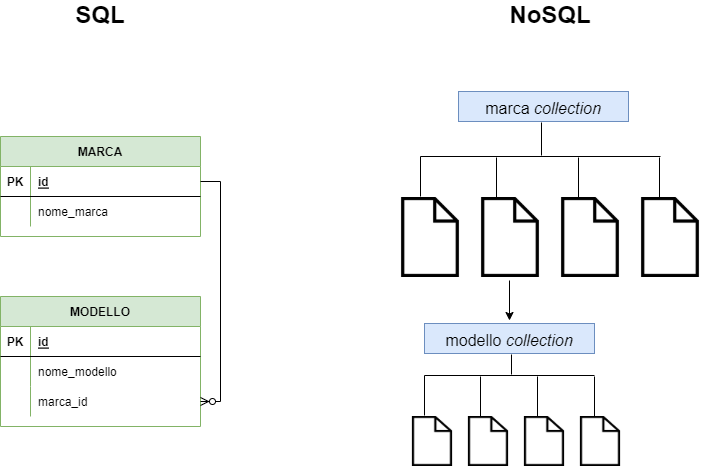 SQL
NoSQL
MARCA
PK id
nome_marca
MODELLO
PK id
nome_modello
marca_id
marca collection
modello collection